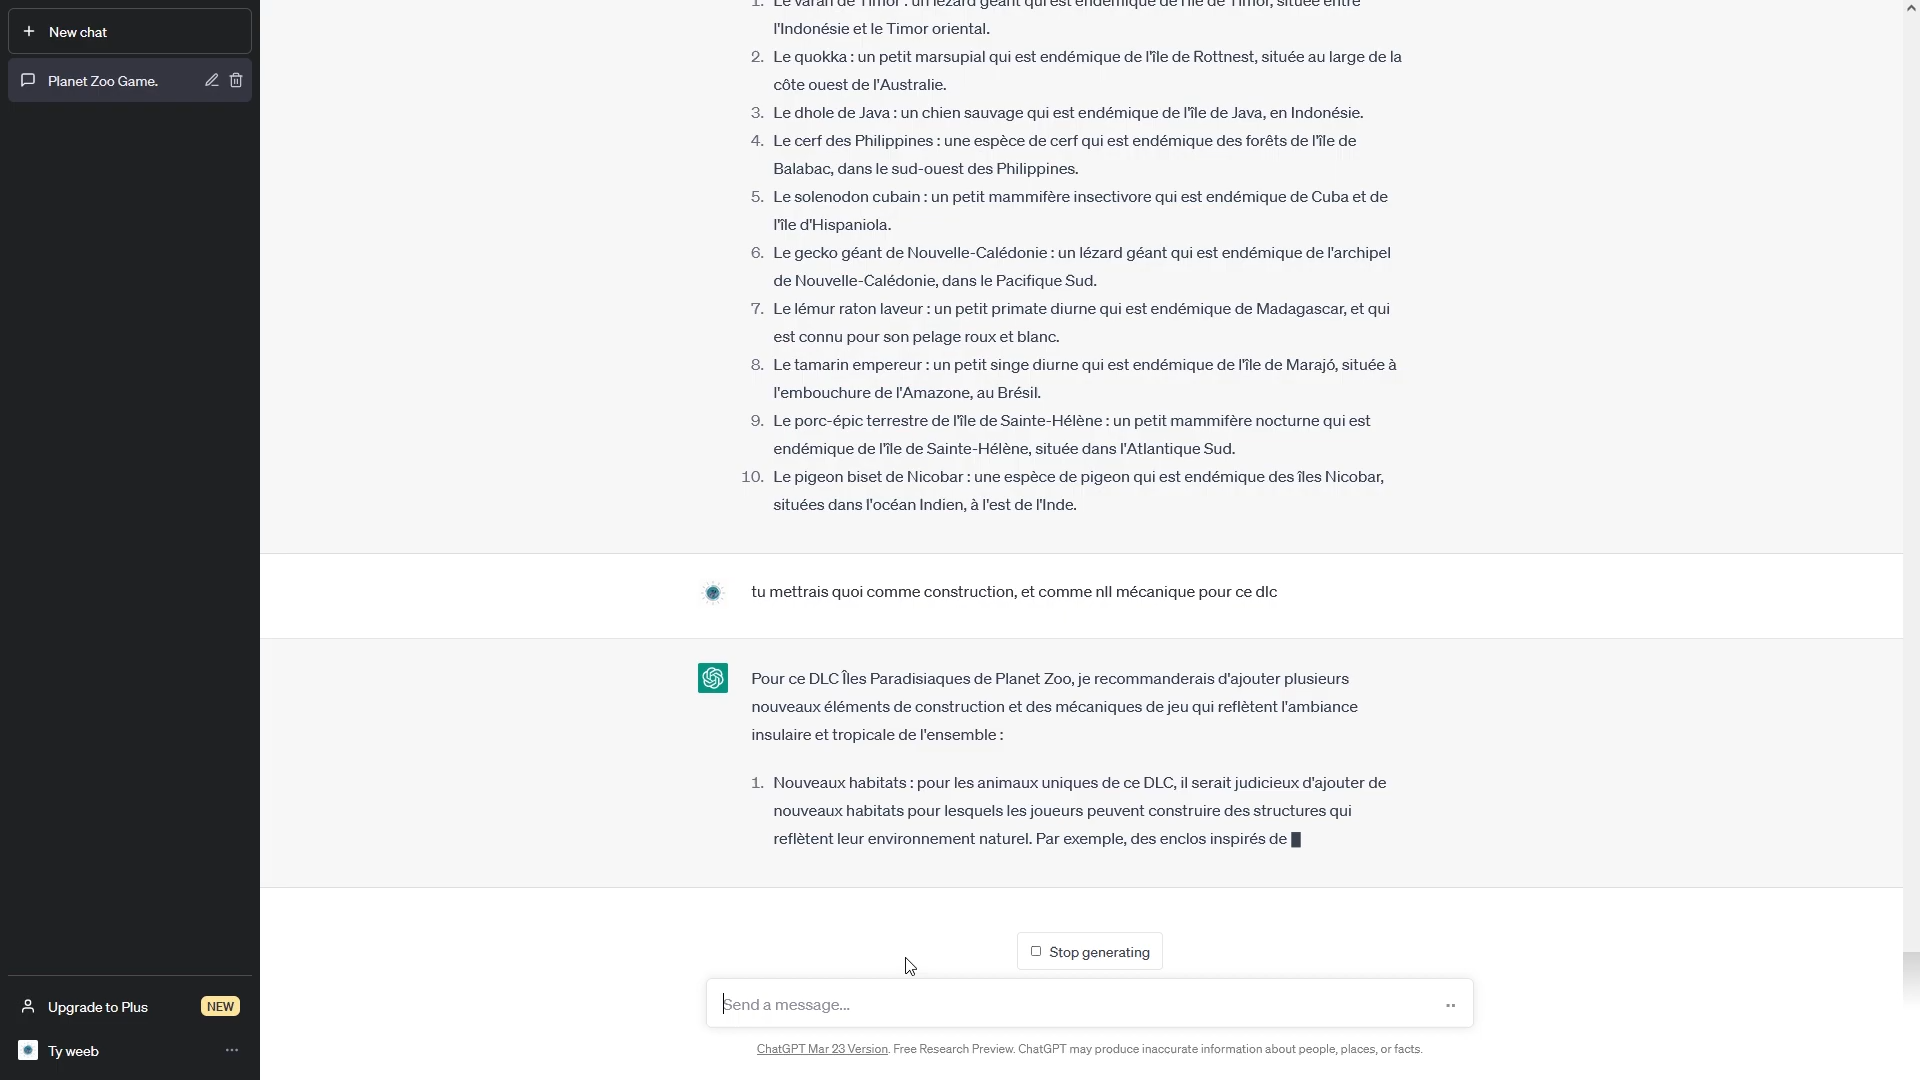 New chat
Planet Zoo Game.
Upgrade to Plus
NEW
Ty weeb
1. Le varan de Timor : un lézard géant qui est endémique de l'île de Timor, située entre
l'Indonésie et le Timor oriental.
2. Le quokka : un petit marsupial qui est endémique de l'île de Rottnest, située au large de la
côte ouest de l'Australie.
3. Le dhole de Java : un chien sauvage qui est endémique de l'île de Java, en Indonésie.
4. Le cerf des Philippines : une espèce de cerf qui est endémique des forêts de l'île de
Balabac, dans le sud-ouest des Philippines.
5. Le solenodon cubain : un petit mammifère insectivore qui est endémique de Cuba et de
l'île d'Hispaniola.
6. Le gecko géant de Nouvelle-Calédonie : un lézard géant qui est endémique de l'archipel
de Nouvelle-Calédonie, dans le Pacifique Sud.
7. Le lémur raton laveur : un petit primate diurne qui est endémique de Madagascar, et qui
est connu pour son pelage roux et blanc.
8. Le tamarin empereur : un petit singe diurne qui est endémique de l'île de Marajó, située à
l'embouchure de l'Amazone, au Brésil.
9. Le porc-épic terrestre de l'île de Sainte-Hélène : un petit mammifère nocturne qui est
endémique de l'île de Sainte-Hélène, située dans l'Atlantique Sud.
10. Le pigeon biset de Nicobar : une espèce de pigeon qui est endémique des îles Nicobar,
situées dans l'océan Indien, à l'est de l'Inde.
tu mettrais quoi comme construction, et comme nll mécanique pour ce dlc
Pour ce DLC Îles Paradisiaques de Planet Zoo, je recommanderais d'ajouter plusieurs
nouveaux éléments de construction et des mécaniques de jeu qui reflètent l'ambiance
insulaire et tropicale de l'ensemble :
1. Nouveaux habitats : pour les animaux uniques de ce DLC, il serait judicieux d'ajouter de
nouveaux habitats pour lesquels les joueurs peuvent construire des structures qui
reflètent leur environnement naturel. Par exemple, des enclos inspirés de
Stop generating
Send a message...
ChatGPT Mar 23 Version. Free Research Preview. ChatGPT may produce inaccurate information about people, places, or facts.